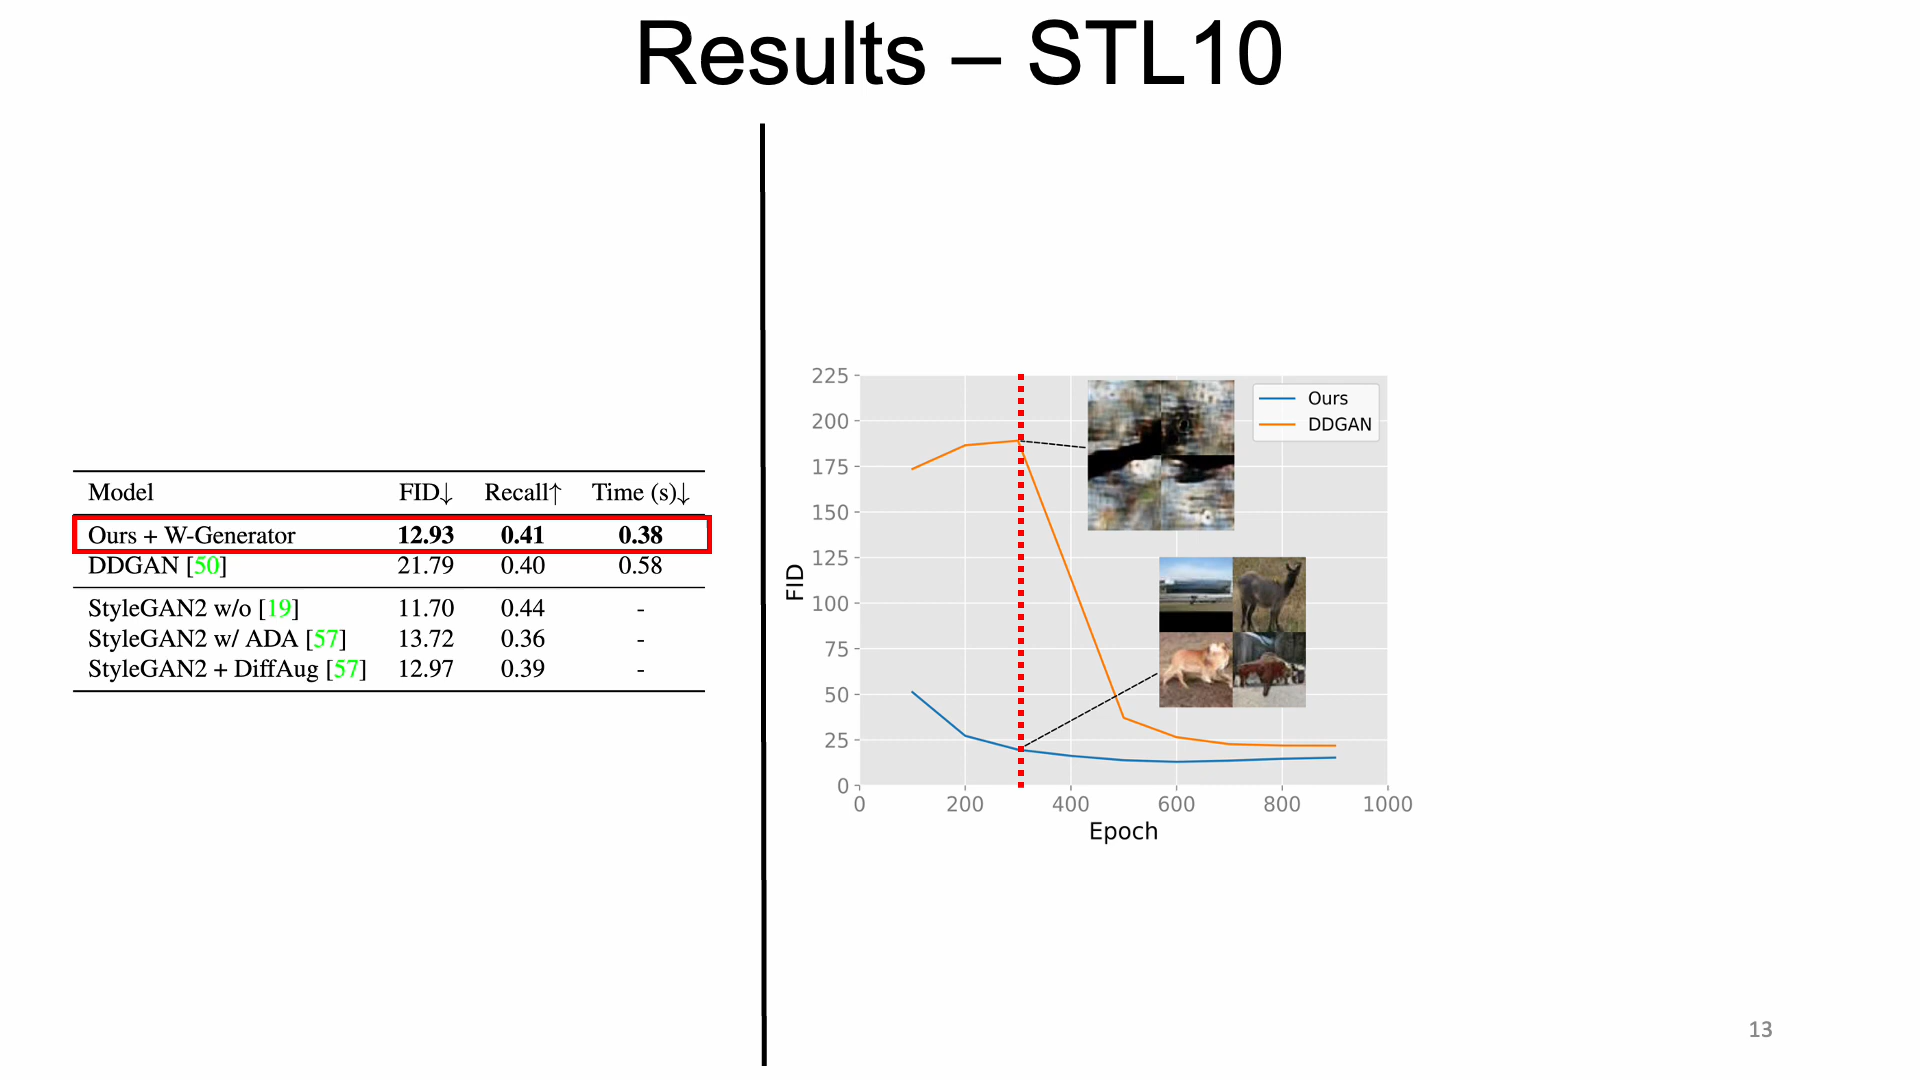 Results – STL10
Model FID↓ Recall↑ Time (s)↓
Ours + W-Generator 12.93 0.41 0.38
DDGAN [50] 21.79 0.40 0.58
StyleGAN2 w/o [19] 11.70 0.44 -
StyleGAN2 w/ ADA [57] 13.72 0.36 -
StyleGAN2 + DiffAug [57] 12.97 0.39 -
225
200
175
150
125
100
75
50
25
0
FID
0 200 400 600 800 1000
Epoch
Ours
DDGAN
13